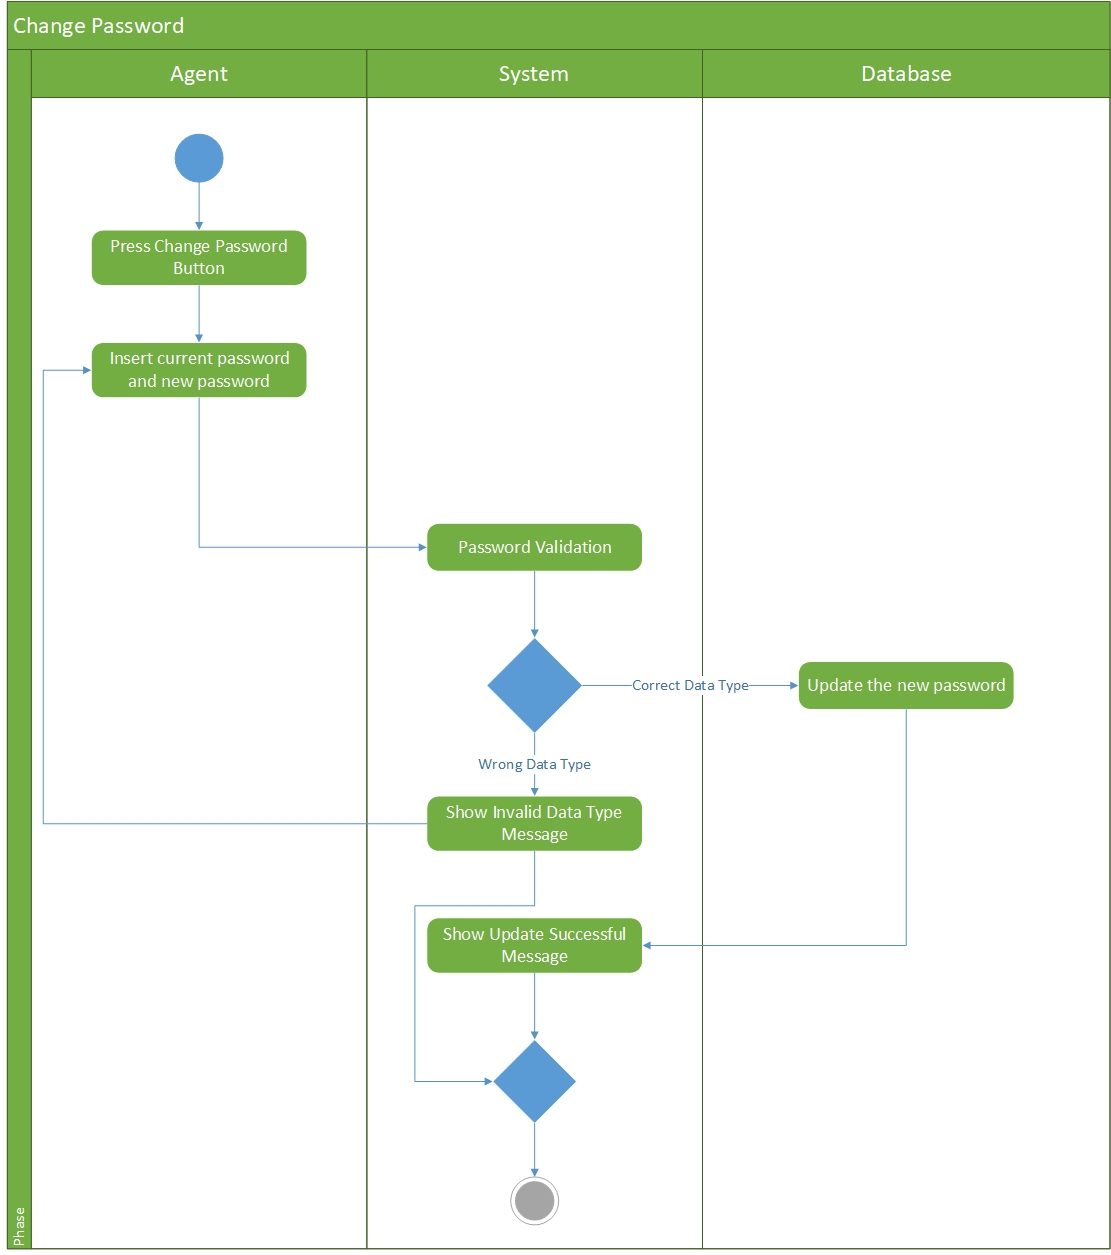 Change Password
Agent
System
Database
Press Change Password
Button
Insert current password
and new password
Password Validation
Correct Data Type
Update the new password
Wrong Data Type
Show Invalid Data Type
Message
Show Update Successful
Message
Phase